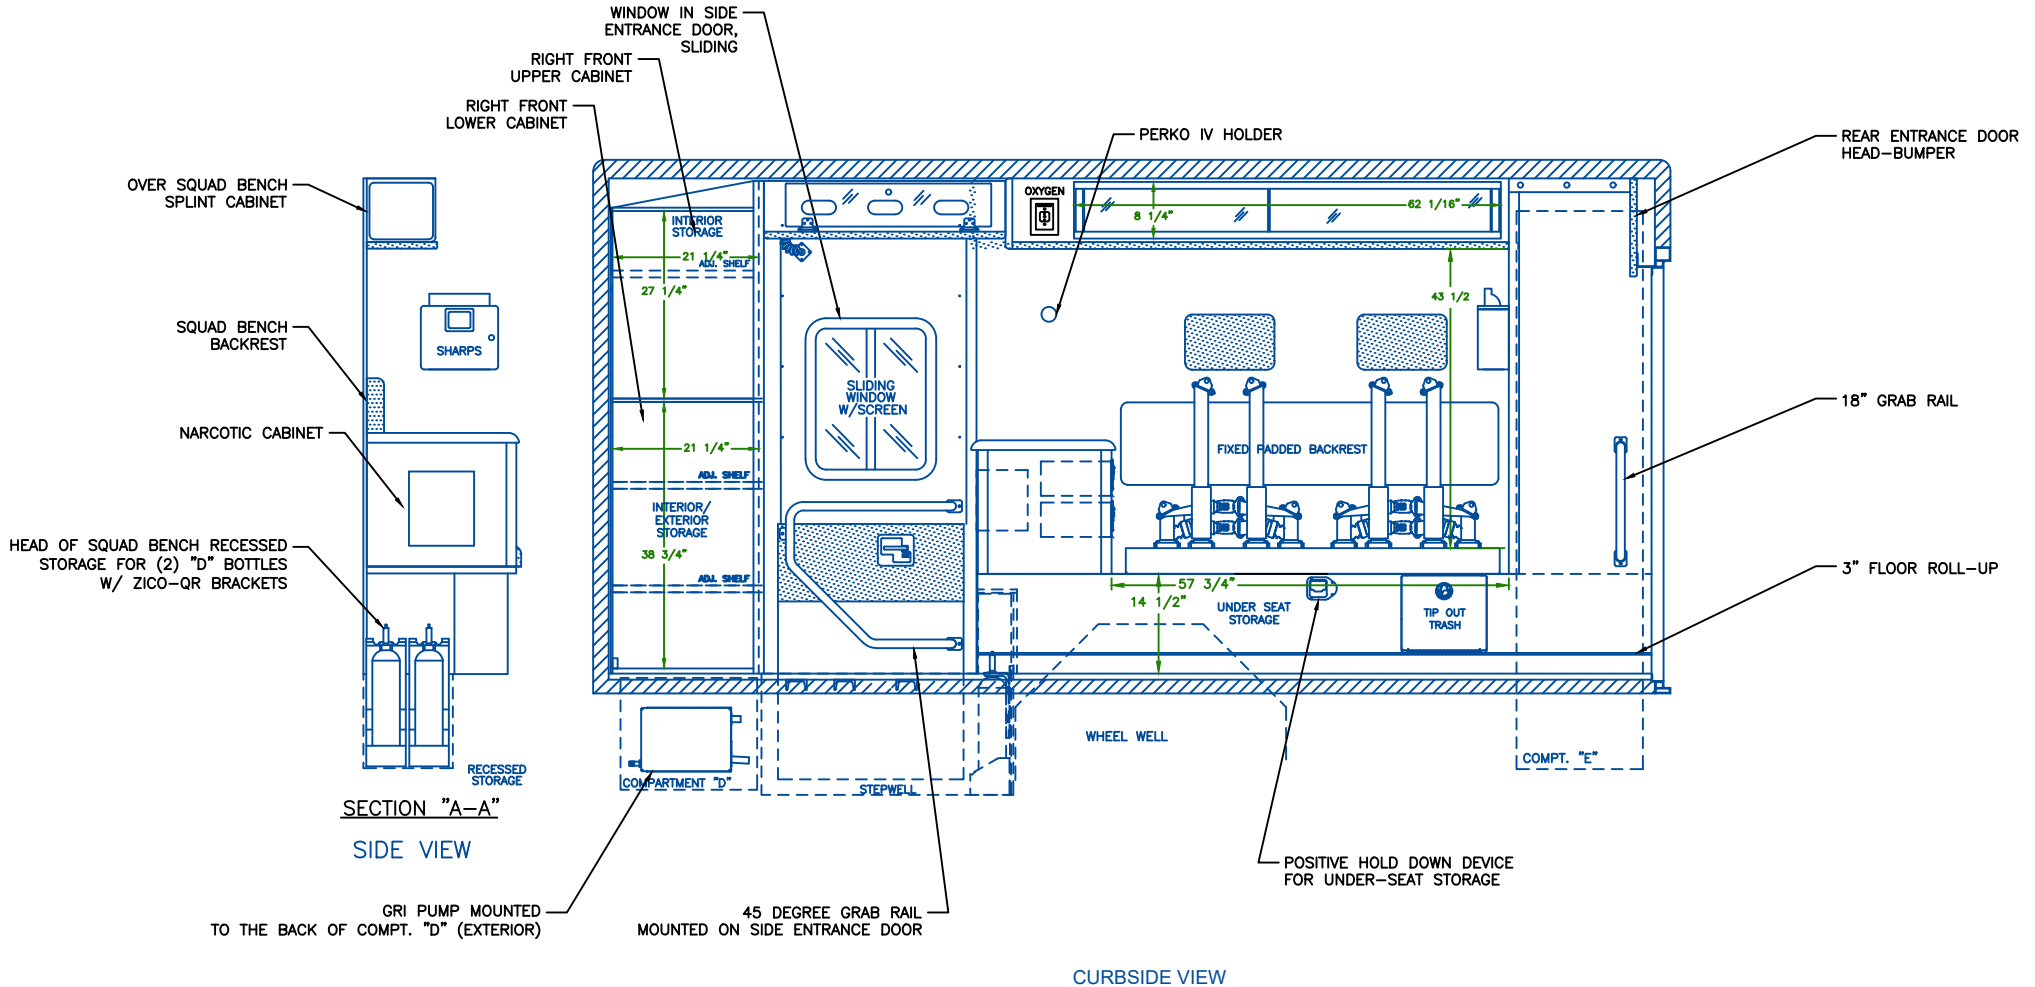 WINDOW IN SIDE
ENTRANCE DOOR,
SLIDING
RIGHT FRONT
UPPER CABINET
RIGHT FRONT
LOWER CABINET
PERKO IV HOLDER
REAR ENTRANCE DOOR
HEAD-BUMPER
OVER SQUAD BENCH
SPLINT CABINET
OXYGEN
INTERIOR
STORAGE
8 1/4"
62 1/16"
21 1/4"
ADJ. SHELF
27 1/4"
43 1/2
SQUAD BENCH
BACKREST
SHARPS
SLIDING
WINDOW
W/SCREEN
18" GRAB RAIL
NARCOTIC CABINET
21 1/4"
FIXED PADDED BACKREST
ADJ. SHELF
INTERIOR/
EXTERIOR
STORAGE
38 3/4"
HEAD OF SQUAD BENCH RECESSED
STORAGE FOR (2) "D" BOTTLES
W/ ZICO-QR BRACKETS
ADJ. SHELF
57 3/4"
14 1/2"
UNDER SEAT
STORAGE
TIP OUT
TRASH
3" FLOOR ROLL-UP
WHEEL WELL
COMPT. "E"
RECESSED
STORAGE
COMPARTMENT "D"
STEPWELL
SECTION "A-A"
SIDE VIEW
POSITIVE HOLD DOWN DEVICE
FOR UNDER-SEAT STORAGE
GRI PUMP MOUNTED
TO THE BACK OF COMPT. "D" (EXTERIOR)
45 DEGREE GRAB RAIL
MOUNTED ON SIDE ENTRANCE DOOR
CURBSIDE VIEW